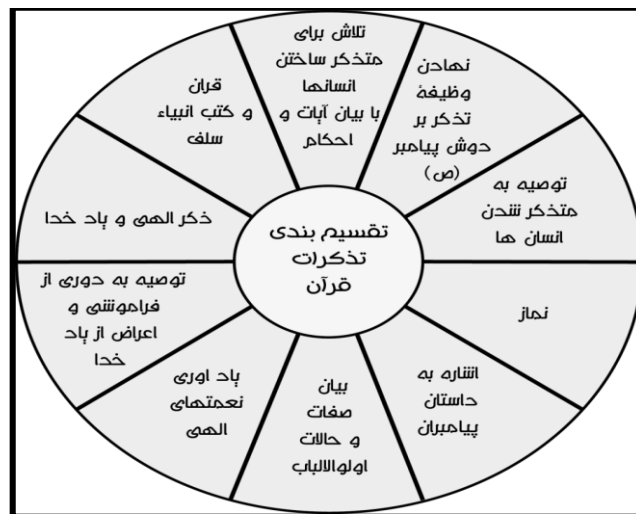 تقسیم بندی
تذکرات
قرآن
تلاش برای
متذکر ساختن
انسانها
با بیان آیات و
احکام
نهادن
وظیفۀ
تذکر بر
دوش پیامبر
(ص)
توصیه به
متذکر شدن
انسان ها
نماز
اشاره به
داستان
پیامبران
بیان
صفات
و حالات
اولوالالباب
یاد اوری
نعمتهای
الهی
توصیه به دوری از
فراموشی و
اعراض از یاد
خدا
ذکر الهی و یاد خدا
قران
و کتب انبیاء
سلف